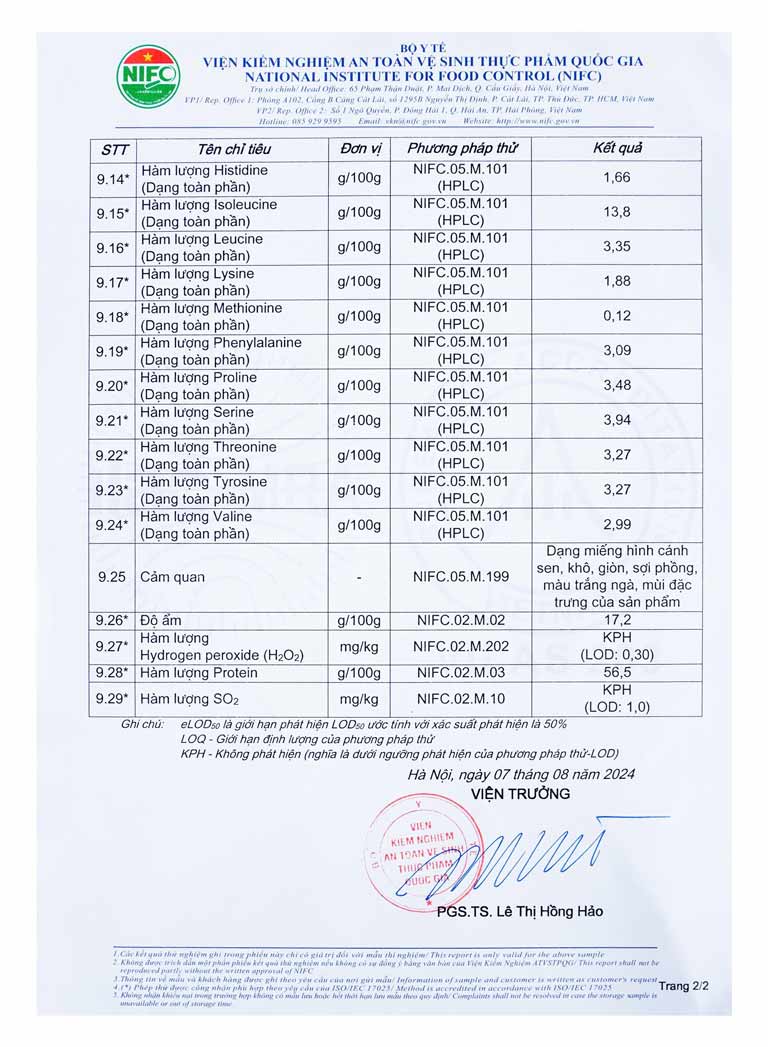 NIFC
BỘ Y TẾ
VIỆN KIỂM NGHIỆM AN TOÀN VỆ SINH THỰC PHẨM QUỐC GIA
NATIONAL INSTITUTE FOR FOOD CONTROL (NIFC)
Trụ sở chính/ Head Office: 65 Phạm Thận Duật, P. Mai Dịch, Q. Cầu Giấy, Hà Nội, Việt Nam
VP1/ Rep. Office 1: Phòng A102, Cổng B Cảng Cát Lái, số 1295B Nguyễn Thị Định, P. Cát Lái, TP. Thủ Đức, TP. HCM, Việt Nam
VP2/ Rep. Office 2: Số 1 Ngô Quyền, P. Đông Hải 1, Q. Hải An, TP. Hải Phòng, Việt Nam
Hotline: 085 929 9595 Email: vkn@nifc.gov.vn Website: http://www.nifc.gov.vn
STT Tên chỉ tiêu Đơn vị Phương pháp thử Kết quả
9.14* Hàm lượng Histidine (Dạng toàn phần) g/100g NIFC.05.M.101 (HPLC) 1,66
9.15* Hàm lượng Isoleucine (Dạng toàn phần) g/100g NIFC.05.M.101 (HPLC) 13,8
9.16* Hàm lượng Leucine (Dạng toàn phần) g/100g NIFC.05.M.101 (HPLC) 3,35
9.17* Hàm lượng Lysine (Dạng toàn phần) g/100g NIFC.05.M.101 (HPLC) 1,88
9.18* Hàm lượng Methionine (Dạng toàn phần) g/100g NIFC.05.M.101 (HPLC) 0,12
9.19* Hàm lượng Phenylalanine (Dạng toàn phần) g/100g NIFC.05.M.101 (HPLC) 3,09
9.20* Hàm lượng Proline (Dạng toàn phần) g/100g NIFC.05.M.101 (HPLC) 3,48
9.21* Hàm lượng Serine (Dạng toàn phần) g/100g NIFC.05.M.101 (HPLC) 3,94
9.22* Hàm lượng Threonine (Dạng toàn phần) g/100g NIFC.05.M.101 (HPLC) 3,27
9.23* Hàm lượng Tyrosine (Dạng toàn phần) g/100g NIFC.05.M.101 (HPLC) 3,27
9.24* Hàm lượng Valine (Dạng toàn phần) g/100g NIFC.05.M.101 (HPLC) 2,99
9.25 Cảm quan - NIFC.05.M.199 Dạng miếng hình cánh sen, khô, giòn, sợi phồng, màu trắng ngà, mùi đặc trưng của sản phẩm
9.26* Độ ẩm g/100g NIFC.02.M.02 17,2
9.27* Hàm lượng Hydrogen peroxide (H₂O₂) mg/kg NIFC.02.M.202 KPH (LOD: 0,30)
9.28* Hàm lượng Protein g/100g NIFC.02.M.03 56,5
9.29* Hàm lượng SO₂ mg/kg NIFC.02.M.10 KPH (LOD: 1,0)
Ghi chú: eLOD₅₀ là giới hạn phát hiện LOD₅₀ ước tính với xác suất phát hiện là 50%
LOQ - Giới hạn định lượng của phương pháp thử
KPH - Không phát hiện (nghĩa là dưới ngưỡng phát hiện của phương pháp thử-LOD)
Hà Nội, ngày 07 tháng 08 năm 2024
VIỆN TRƯỞNG
VIỆN
KIỂM NGHIỆM
AN TOÀN VỆ SINH
THỰC PHẨM
QUỐC GIA
PGS.TS. Lê Thị Hồng Hảo
1.Các kết quả thử nghiệm ghi trong phiếu này chỉ có giá trị đối với mẫu thử nghiệm/ This report is only valid for the above sample
2. Không được trích dẫn một phần phiếu kết quả thử nghiệm nếu không có sự đồng ý bằng văn bản của Viện Kiểm Nghiệm ATVSTPQG/ This report shall not be
reproduced partly without the written approval of NIFC
3.Thông tin về mẫu và khách hàng được ghi theo yêu cầu của nơi gửi mẫu/ Information of sample and customer is written as customer's request
4.(*) Phép thử được công nhận phù hợp theo yêu cầu của ISO/IEC 17025/ Method is accredited in accordance with ISO/IEC 17025
5. Không nhận khiếu nại trong trường hợp không có mẫu lưu hoặc hết thời hạn lưu mẫu theo quy định/ Complaints shall not be resolved in case the storage sample is
unavailable or out of storage time.
Trang 2/2